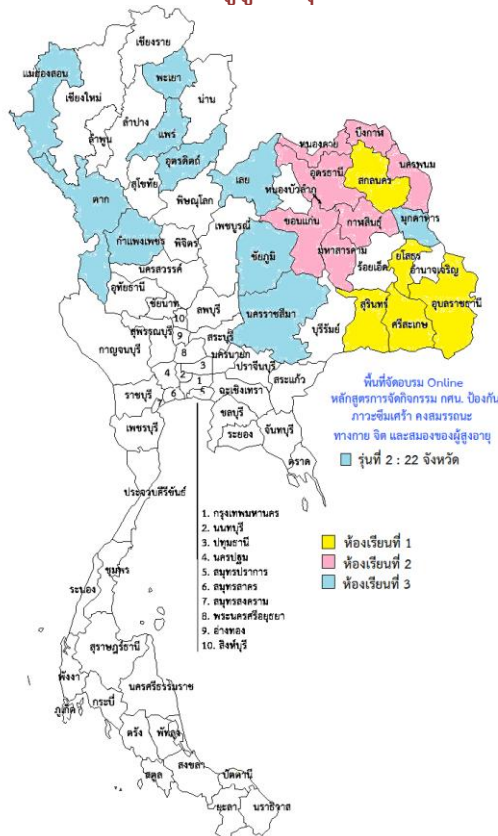 เชียงราย
แม่ฮ่องสอน
พะเยา
เชียงใหม่
น่าน
ลำปาง
ลำพูน
แพร่
อุตรดิตถ์
สุโขทัย
ตาก
พิษณุโลก
กำแพงเพชร
พิจิตร
เพชรบูรณ์
นครสวรรค์
อุทัยธานี
ชัยนาท
ลพบุรี
สุพรรณบุรี
สระบุรี
กาญจนบุรี
นครนายก
ปราจีนบุรี
สระแก้ว
ราชบุรี
ฉะเชิงเทรา
ชลบุรี
เพชรบุรี
ระยอง
จันทบุรี
ตราด
ประจวบคีรีขันธ์
เลย
หนองคาย
บึงกาฬ
อุดรธานี
นครพนม
สกลนคร
หนองบัวลำภู
ขอนแก่น
กาฬสินธุ์
มุกดาหาร
มหาสารคาม
ร้อยเอ็ด
ยโสธร
อำนาจเจริญ
ชัยภูมิ
นครราชสีมา
บุรีรัมย์
สุรินทร์
ศรีสะเกษ
อุบลราชธานี
10
9
8
3
4
2
1
5
6
7
พื้นที่จัดอบรม Online
หลักสูตรการจัดกิจกรรม กศน. ป้องกัน
ภาวะซึมเศร้า คงสมรรถนะ
ทางกาย จิต และสมองของผู้สูงอายุ
รุ่นที่ 2 : 22 จังหวัด
1. กรุงเทพมหานคร
2. นนทบุรี
3. ปทุมธานี
4. นครปฐม
5. สมุทรปราการ
6. สมุทรสาคร
7. สมุทรสงคราม
8. พระนครศรีอยุธยา
9. อ่างทอง
10. สิงห์บุรี
ห้องเรียนที่ 1
ห้องเรียนที่ 2
ห้องเรียนที่ 3
ชุมพร
ระนอง
สุราษฎร์ธานี
พังงา
นครศรีธรรมราช
ภูเก็ต
กระบี่
ตรัง
พัทลุง
สงขลา
สตูล
ปัตตานี
ยะลา
นราธิวาส